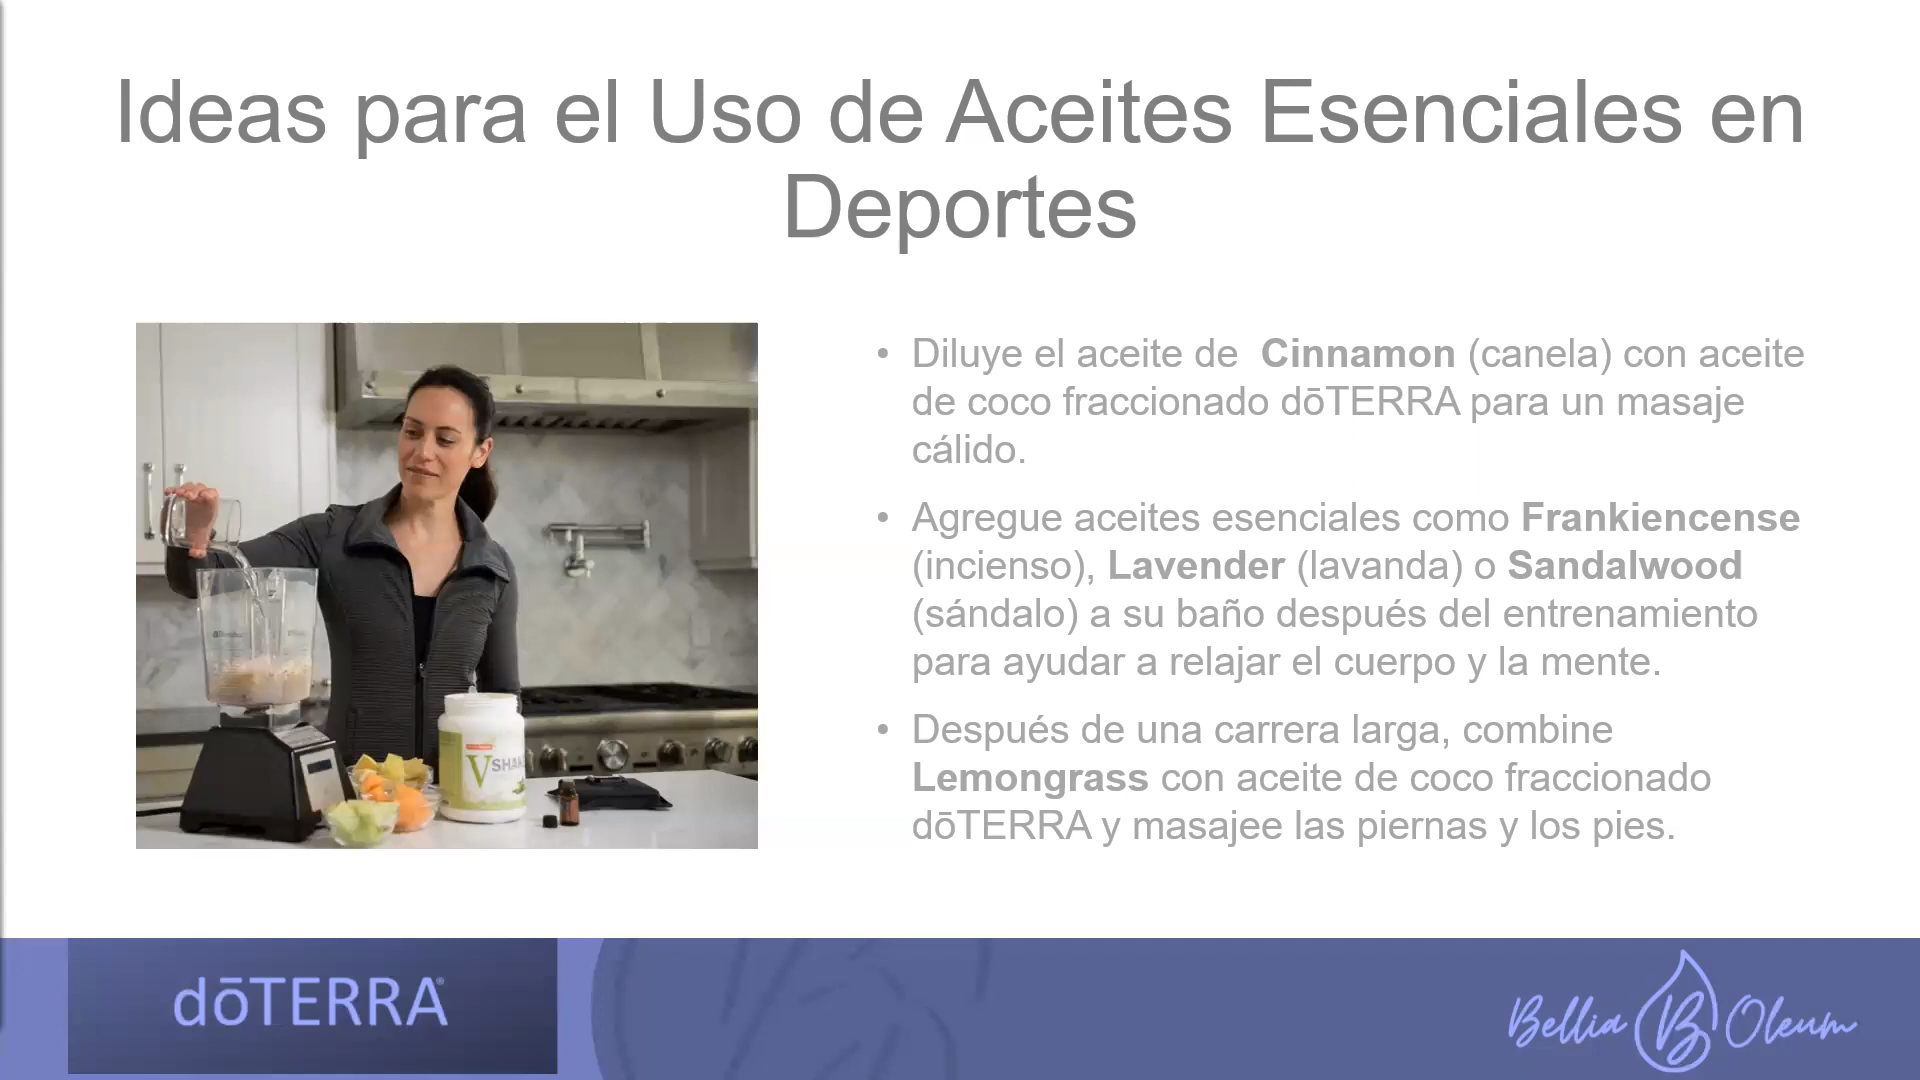 Ideas para el Uso de Aceites Esenciales en
Deportes
• Diluye el aceite de  Cinnamon (canela) con aceite
de coco fraccionado dōTERRA para un masaje
cálido.
• Agregue aceites esenciales como Frankiencense
(incienso), Lavender (lavanda) o Sandalwood
(sándalo) a su baño después del entrenamiento
para ayudar a relajar el cuerpo y la mente.
• Después de una carrera larga, combine
Lemongrass con aceite de coco fraccionado
dōTERRA y masajee las piernas y los pies.
dōTERRA
Bellia B Oleum